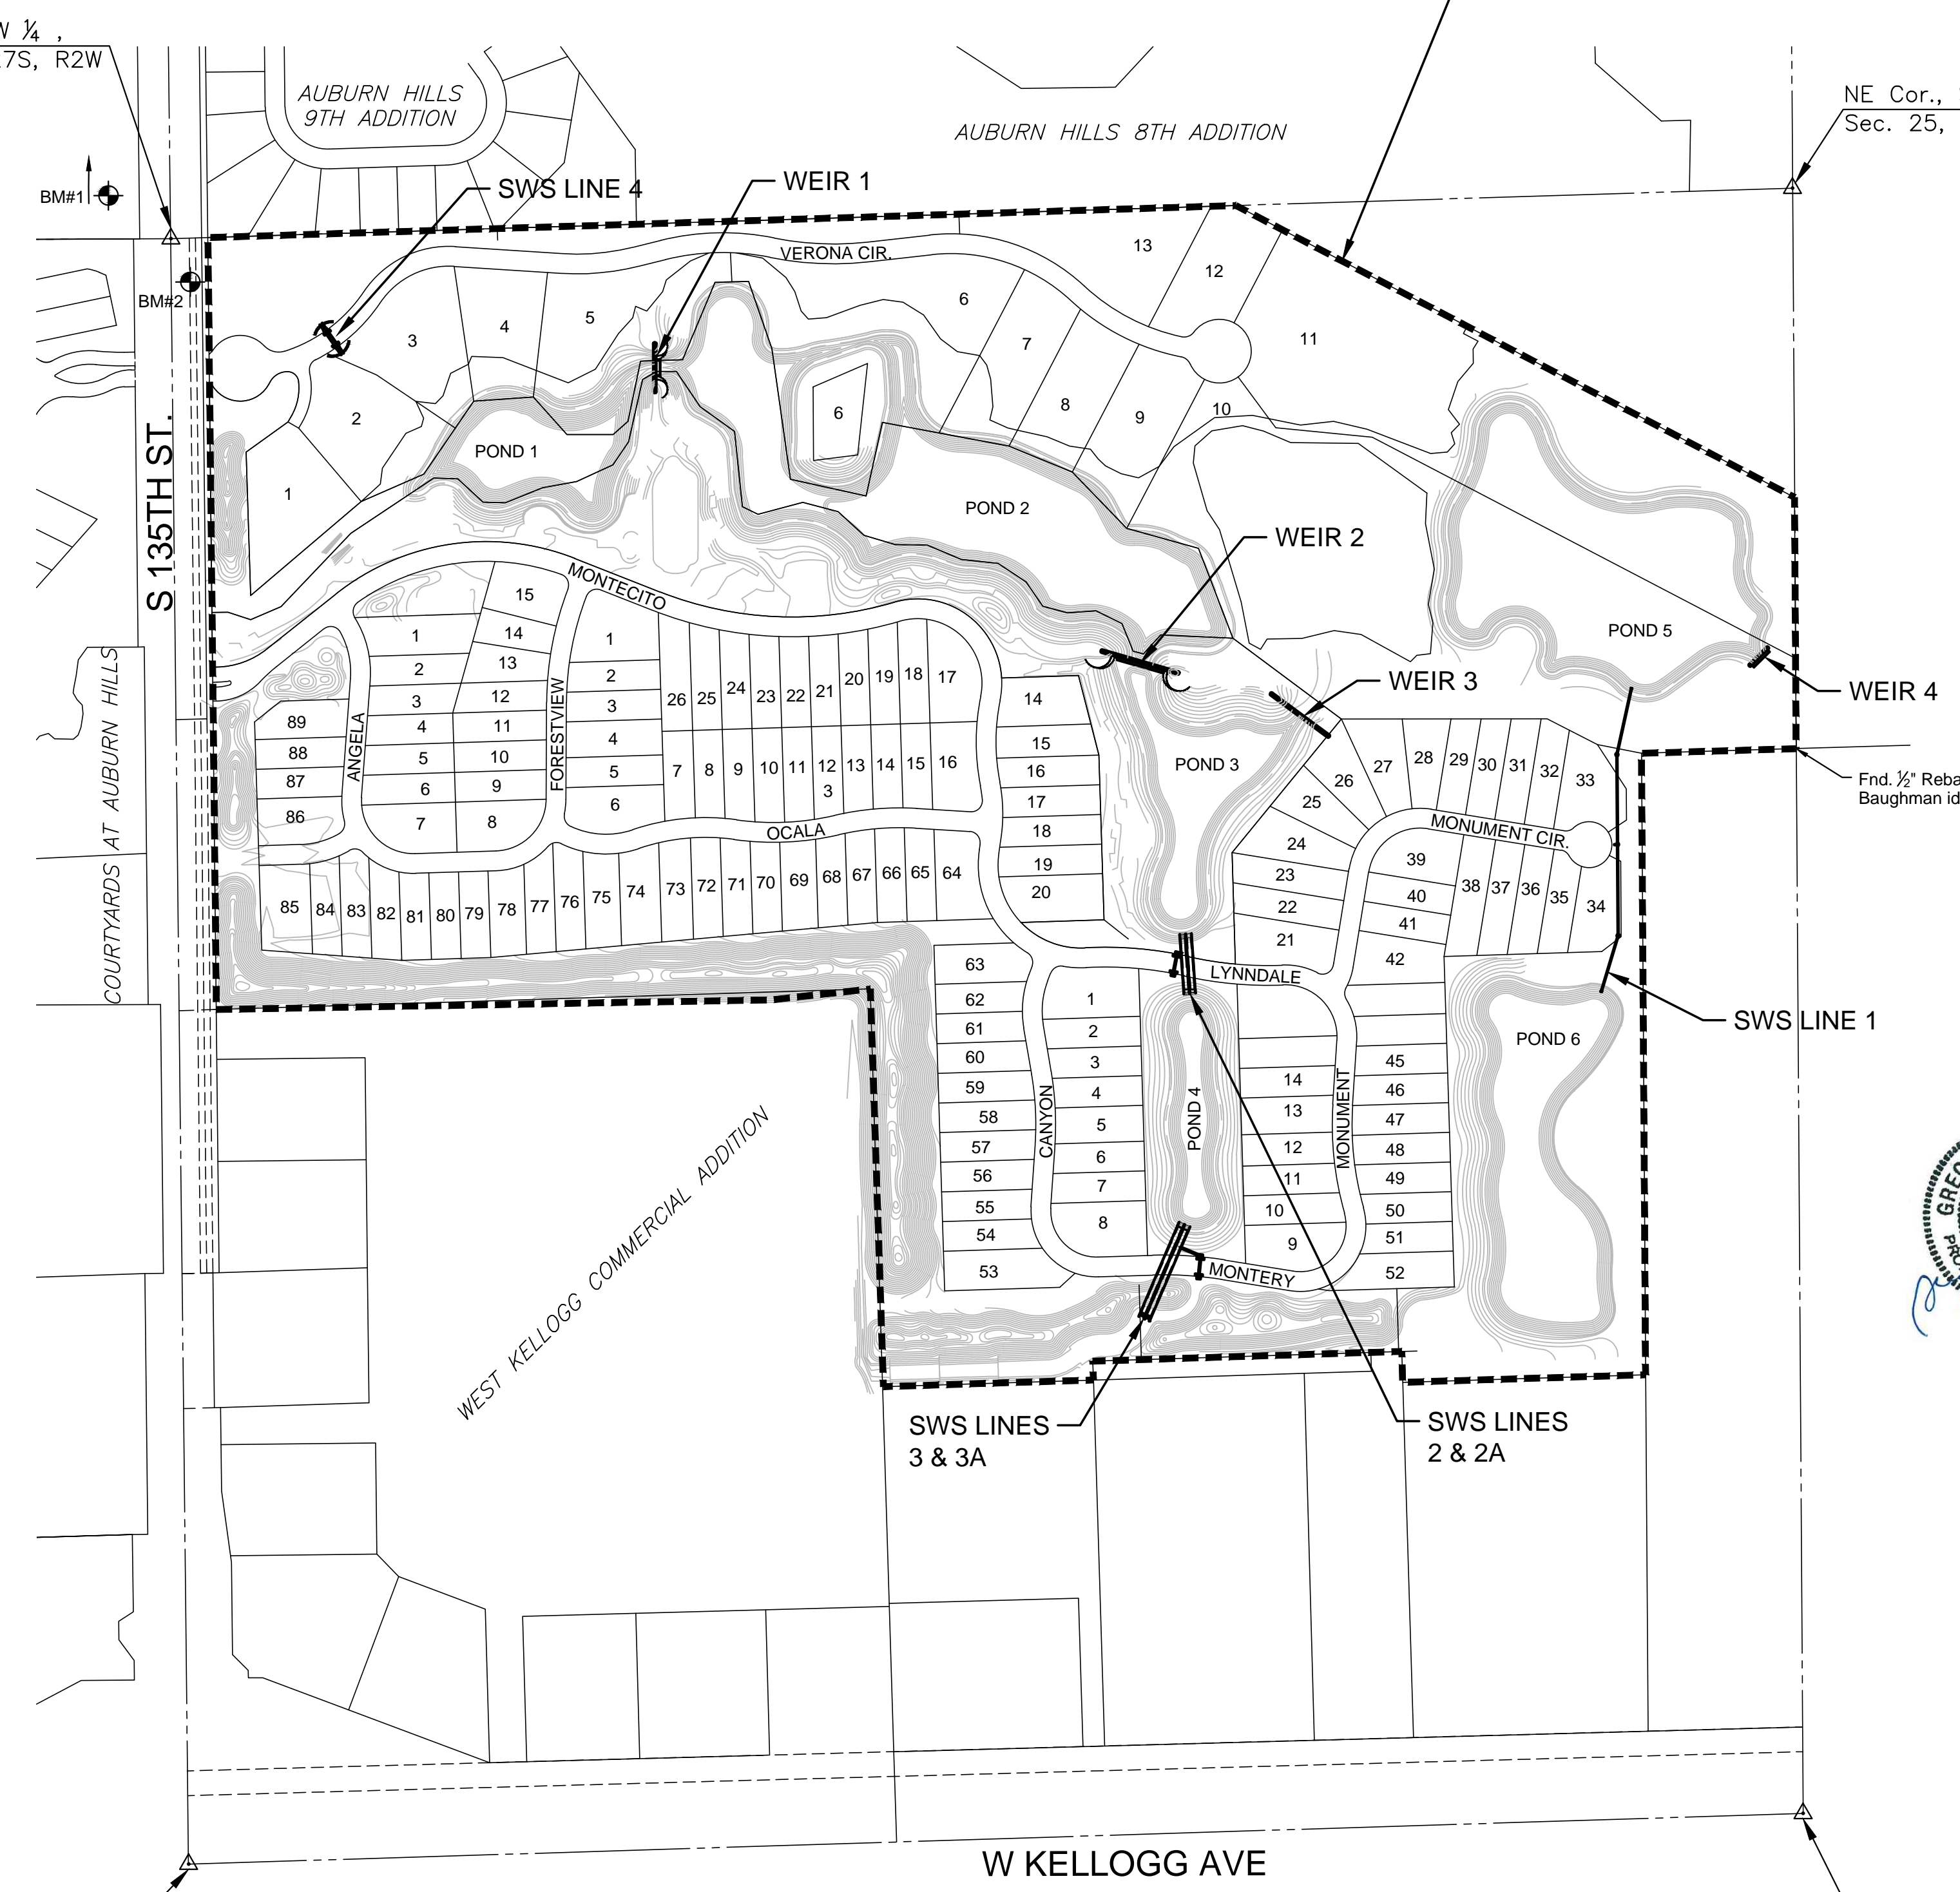 W ¼ ,
7S, R2W
AUBURN HILLS
9TH ADDITION
AUBURN HILLS 8TH ADDITION
NE Cor.,
Sec. 25,
BM#1
SWS LINE 4
WEIR 1
BM#2
VERONA CIR.
13
12
11
6
5
4
3
7
8
9
10
2
1
6
POND 1
POND 2
POND 5
S 135TH ST.
WEIR 2
WEIR 3
WEIR 4
MONTECITO
15
14
13
12
11
10
9
8
1
2
3
4
5
6
7
ANGELA
89
88
87
86
FORESTVIEW
1
2
3
4
5
6
26 25 24 23 22 21 20 19 18 17
7 8 9 10 11 12 13 14 15 16
3
OCALA
85 84 83 82 81 80 79 78 77 76 75 74 73 72 71 70 69 68 67 66 65 64
14
15
16
17
18
19
20
POND 3
21
22
23
24
25
26
27
28
29
30
31
32
33
MONUMENT CIR.
39
40
41
42
38
37
36
35
34
Fnd. ½" Reba
Baughman id
COURTYARDS AT AUBURN HILLS
LYNNDALE
63
62
61
60
59
58
57
56
55
54
53
CANYON
1
2
3
4
5
6
7
8
POND 4
14
13
12
11
10
9
MONUMENT
45
46
47
48
49
50
51
52
MONTERY
POND 6
SWS LINE 1
WEST KELLOGG COMMERCIAL ADDITION
SWS LINES
3 & 3A
SWS LINES
2 & 2A
W KELLOGG AVE
GREG